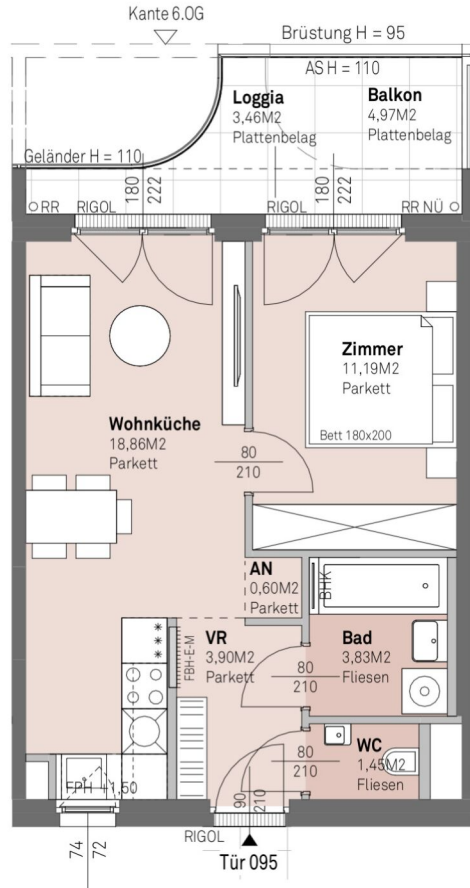 Kante 6.OG
Brüstung H = 95
AS H = 110
Loggia
3,46M2
Plattenbelag
Balkon
4,97M2
Plattenbelag
Geländer H = 110
180
222
180
222
RR
RIGOL
RIGOL
RR NÜ
Zimmer
11,19M2
Parkett
Bett 180x200
Wohnküche
18,86M2
Parkett
80
210
AN
0,60M2
Parkett
BHK
VR
3,90M2
Parkett
FBH-E-M
Bad
3,83M2
Fliesen
80
210
WC
1,45M2
Fliesen
80
210
FPH +1,50
90
210
74
72
RIGOL
Tür 095